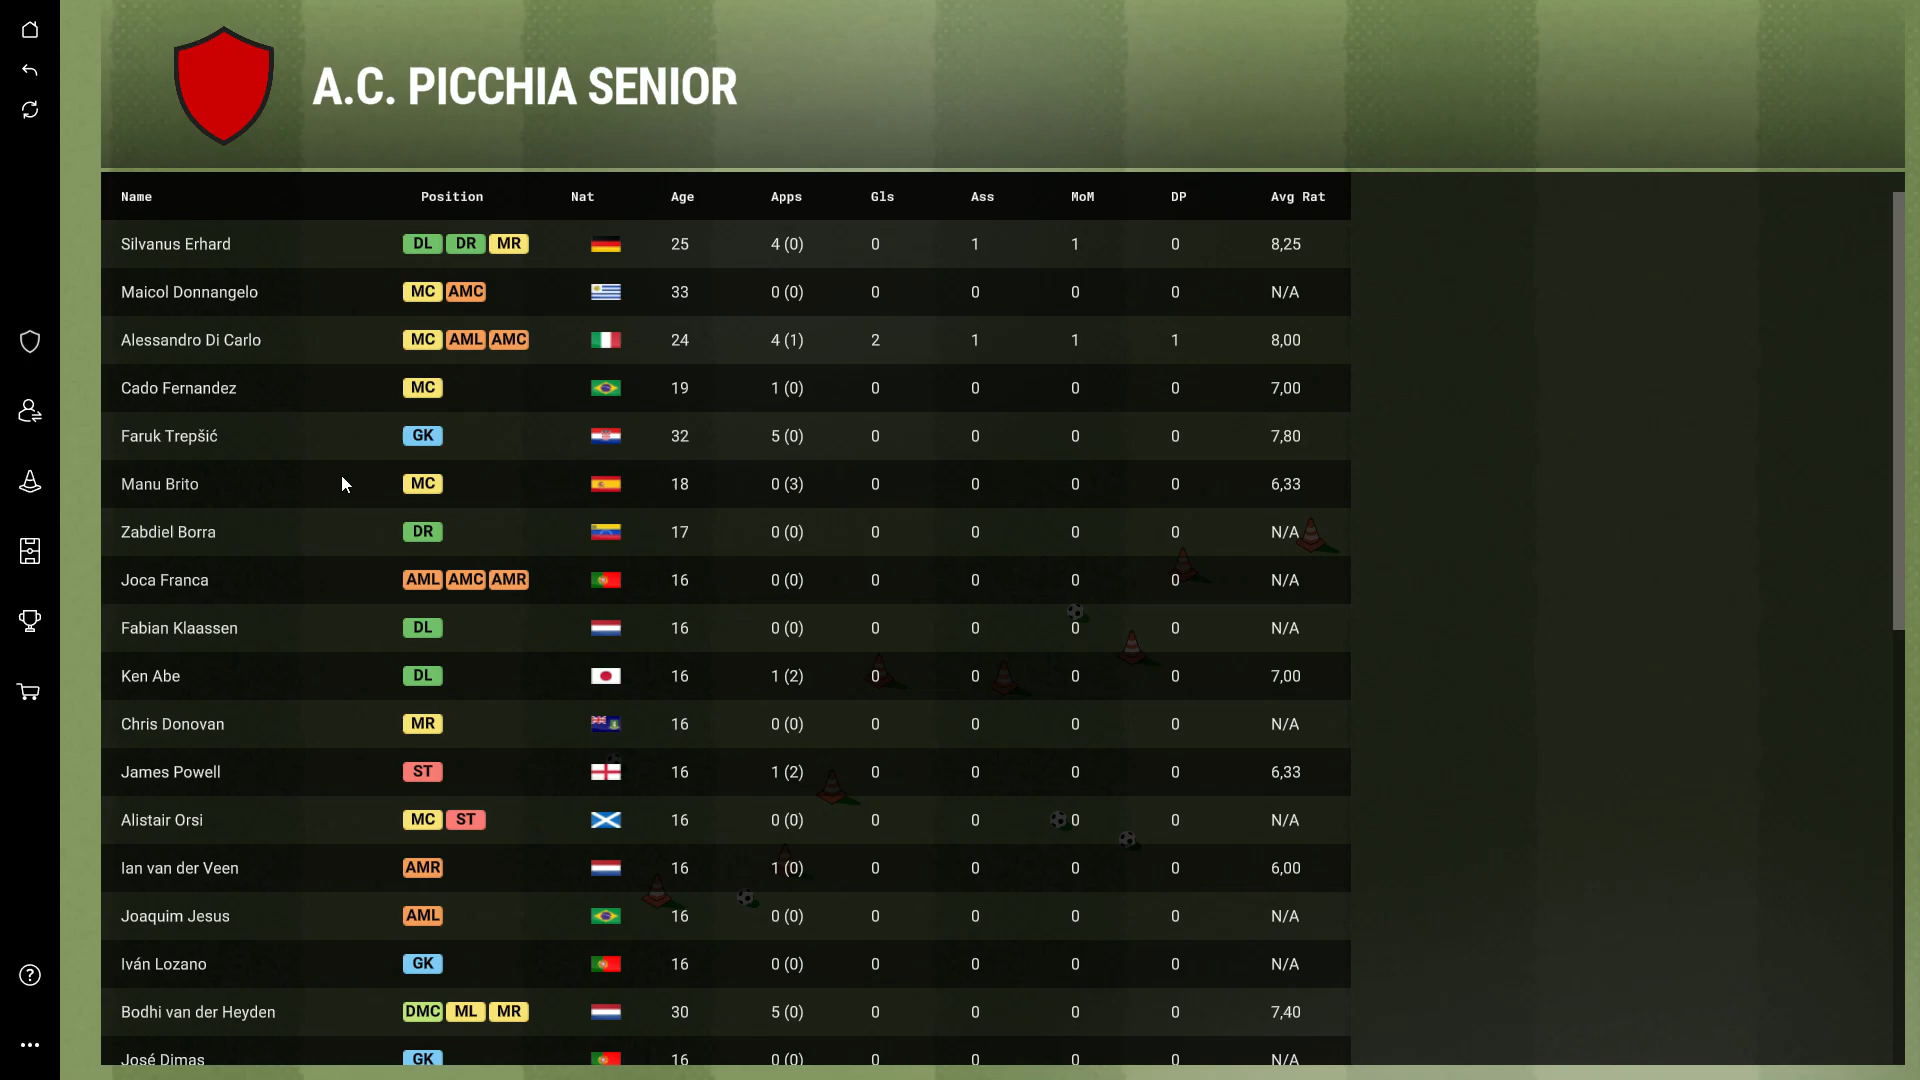 A.C. PICCHIA SENIOR
Name Position Nat Age Apps Gls Ass MoM DP Avg Rat
Silvanus Erhard DL DR MR 25 4 (0) 0 1 1 0 8,25
Maicol Donnangelo MC AMC 33 0 (0) 0 0 0 0 N/A
Alessandro Di Carlo MC AML AMC 24 4 (1) 2 1 1 1 8,00
Cado Fernandez MC 19 1 (0) 0 0 0 0 7,00
Faruk Trepšić GK 32 5 (0) 0 0 0 0 7,80
Manu Brito MC 18 0 (3) 0 0 0 0 6,33
Zabdiel Borra DR 17 0 (0) 0 0 0 0 N/A
Joca Franca AML AMC AMR 16 0 (0) 0 0 0 0 N/A
Fabian Klaassen DL 16 0 (0) 0 0 0 0 N/A
Ken Abe DL 16 1 (2) 0 0 0 0 7,00
Chris Donovan MR 16 0 (0) 0 0 0 0 N/A
James Powell ST 16 1 (2) 0 0 0 0 6,33
Alistair Orsi MC ST 16 0 (0) 0 0 0 0 N/A
Ian van der Veen AMR 16 1 (0) 0 0 0 0 6,00
Joaquim Jesus AML 16 0 (0) 0 0 0 0 N/A
Iván Lozano GK 16 0 (0) 0 0 0 0 N/A
Bodhi van der Heyden DMC ML MR 30 5 (0) 0 0 0 0 7,40
José Dimas GK 16 0 (0) 0 0 0 0 N/A